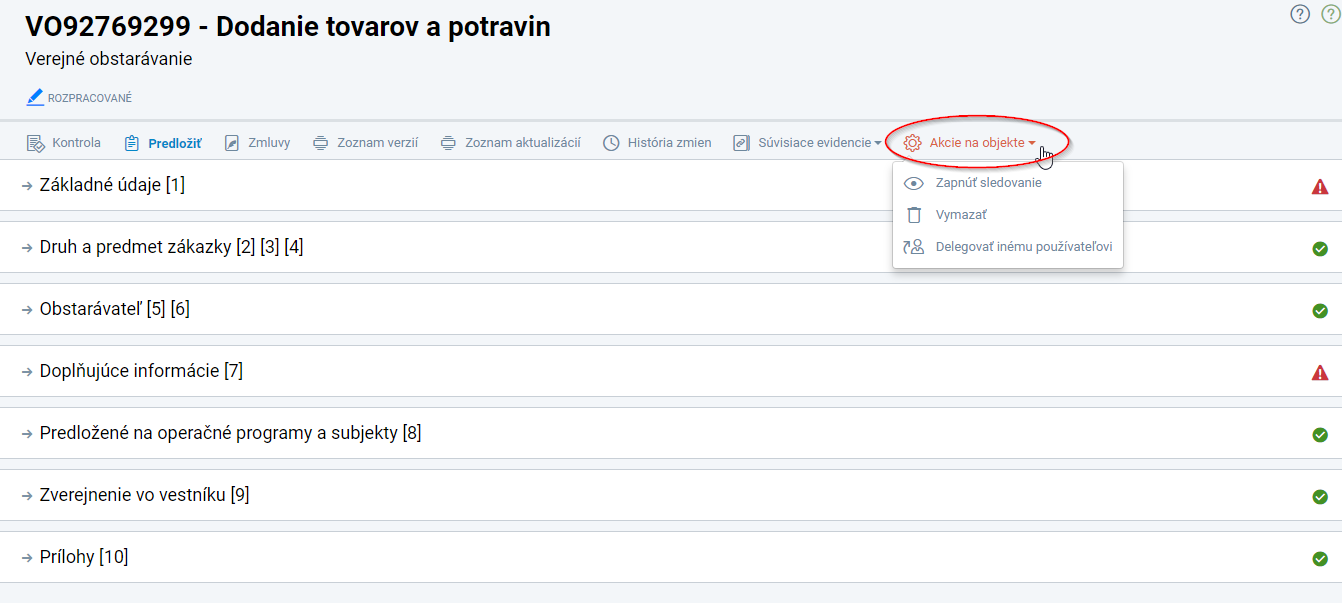 VO92769299 - Dodanie tovarov a potravin
Verejné obstarávanie
ROZPRACOVANÉ
Kontrola Predložiť Zmluvy Zoznam verzií Zoznam aktualizácií História zmien Súvisiace evidencie Akcie na objekte
Zapnúť sledovanie
Vymazať
Delegovať inému používateľovi
Základné údaje [1]
Druh a predmet zákazky [2] [3] [4]
Obstarávateľ [5] [6]
Doplňujúce informácie [7]
Predložené na operačné programy a subjekty [8]
Zverejnenie vo vestníku [9]
Prílohy [10]